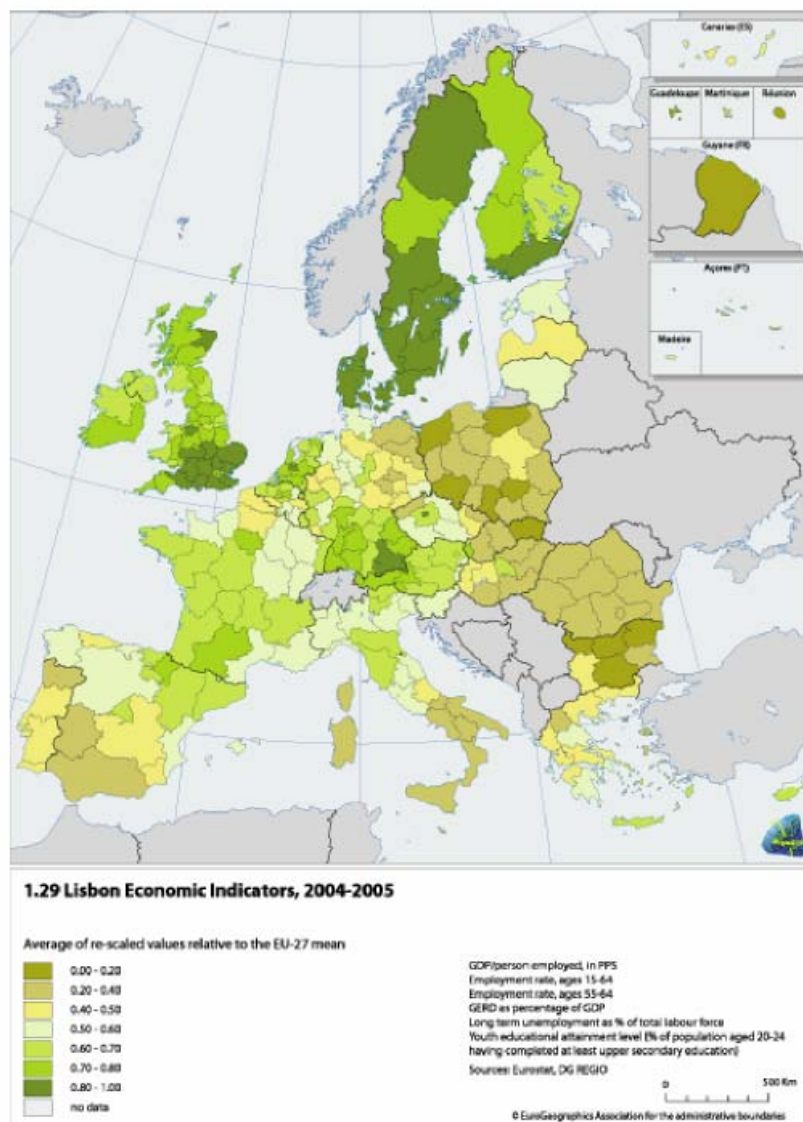 Canarias (ES)
Guadeloupe Martinique Réunion
Guyane (FR)
Açores (PT)
Madeira
1.29 Lisbon Economic Indicators, 2004-2005
Average of re-scaled values relative to the EU-27 mean
0.00 - 0.20
0.20 - 0.40
0.40 - 0.50
0.50 - 0.60
0.60 - 0.70
0.70 - 0.80
0.80 - 1.00
no data
GDP/person employed, in PPS
Employment rate, ages 15-64
Employment rate, ages 55-64
GERD as percentage of GDP
Long term unemployment as % of total labour force
Youth educational attainment level (% of population aged 20-24
having completed at least upper secondary education)
Sources: Eurostat, DG REGIO
0 500 Km
© EuroGeographics Association for the administrative boundaries